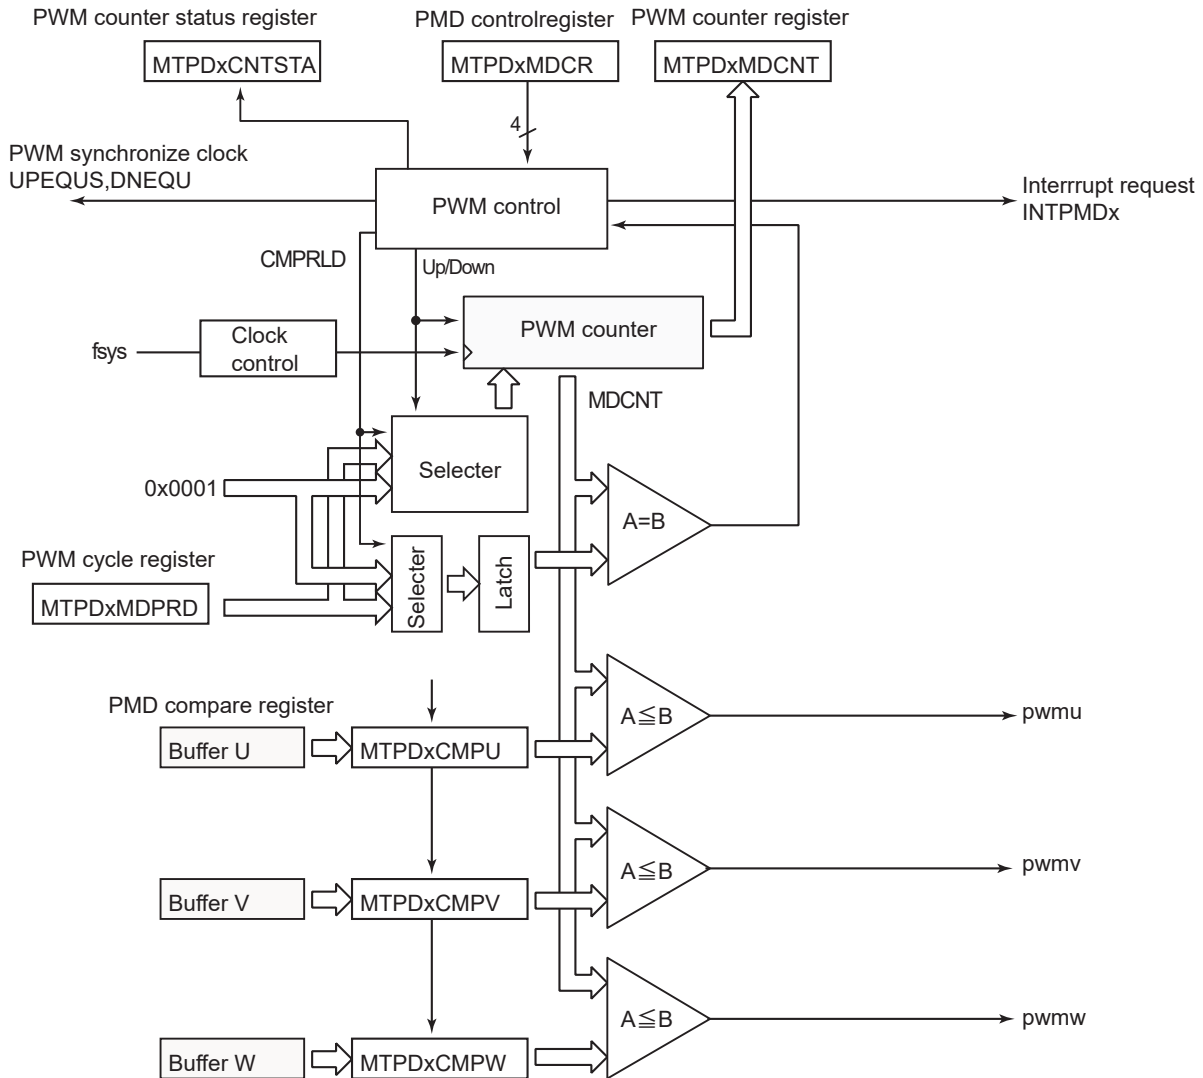 PWM counter status register
PMD controlregister
PWM counter register
MTPDxCNTSTA
MTPDxMDCR
MTPDxMDCNT
4
PWM synchronize clock
UPEQUS,DNEQU
PWM control
Interrrupt request
INTPMDx
CMPRLD
Up/Down
PWM counter
fsys
Clock
control
MDCNT
Selecter
0x0001
A=B
PWM cycle register
MTPDxMDPRD
Selecter
Latch
PMD compare register
Buffer U
MTPDxCMPU
A≦B
pwmu
Buffer V
MTPDxCMPV
A≦B
pwmv
Buffer W
MTPDxCMPW
A≦B
pwmw